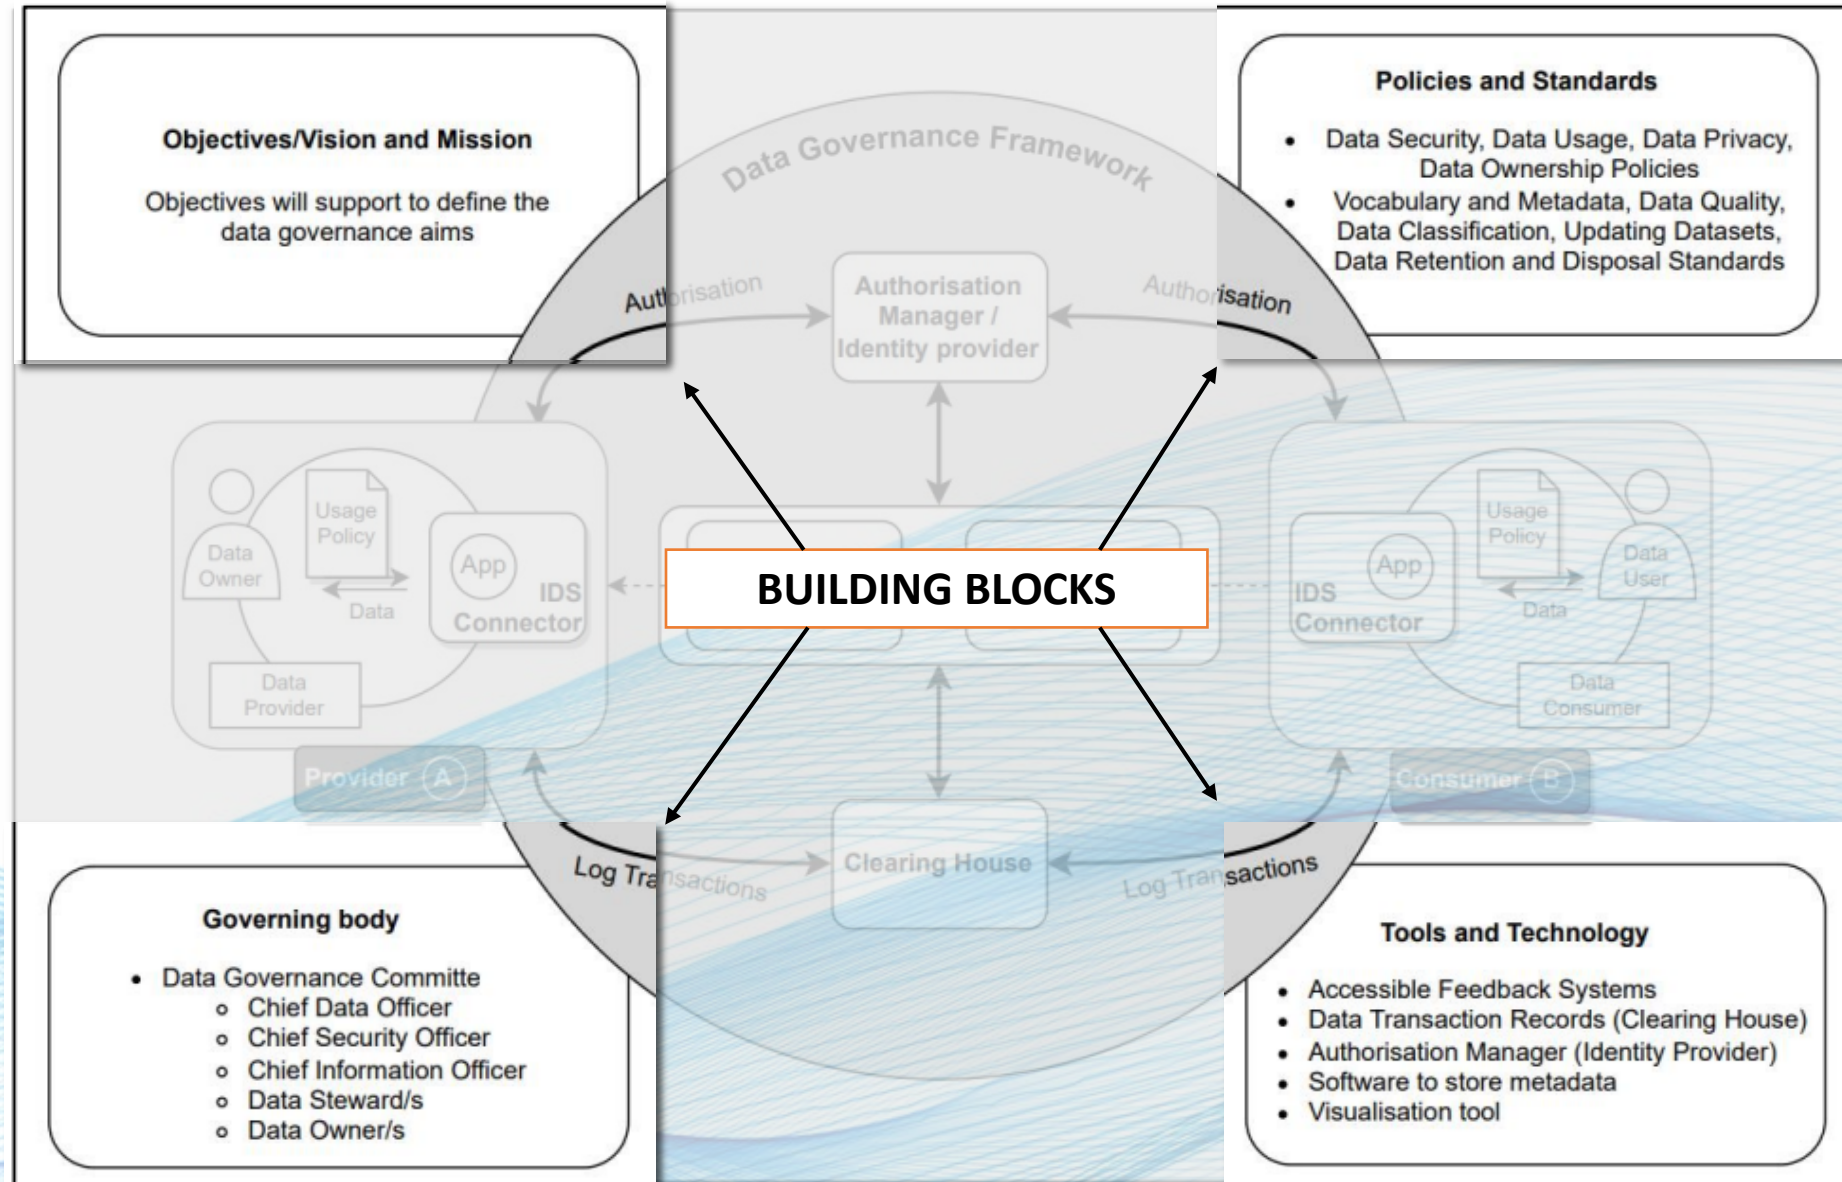 Objectives/Vision and Mission
Objectives will support to define the
data governance aims
Policies and Standards
• Data Security, Data Usage, Data Privacy,
Data Ownership Policies
• Vocabulary and Metadata, Data Quality,
Data Classification, Updating Datasets,
Data Retention and Disposal Standards
Data Governance Framework
Authorisation
Authorisation
Manager /
Identity provider
Authorisation
Data
Owner
Usage
Policy
Data
App
IDS
Connector
Data
Provider
Provider A
BUILDING BLOCKS
IDS
Connector
App
Usage
Policy
Data
Data
User
Data
Consumer
Consumer B
Log Transactions
Clearing House
Log Transactions
Governing body
• Data Governance Committe
o Chief Data Officer
o Chief Security Officer
o Chief Information Officer
o Data Steward/s
o Data Owner/s
Tools and Technology
• Accessible Feedback Systems
• Data Transaction Records (Clearing House)
• Authorisation Manager (Identity Provider)
• Software to store metadata
• Visualisation tool